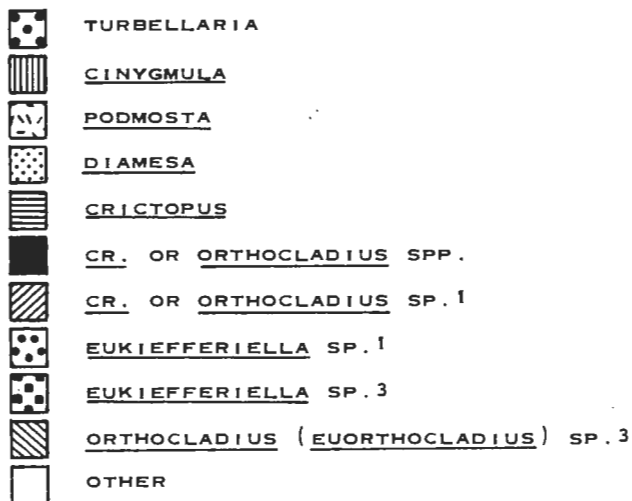 TURBELLARIA
CINYGMULA
PODMOSTA
DIAMESA
CRICTOPUS
CR. OR ORTHOCLADIUS SPP.
CR. OR ORTHOCLADIUS SP.1
EUKIEFFERIELLA SP.1
EUKIEFFERIELLA SP.3
ORTHOCLADIUS (EUORTHOCLADIUS) SP.3
OTHER